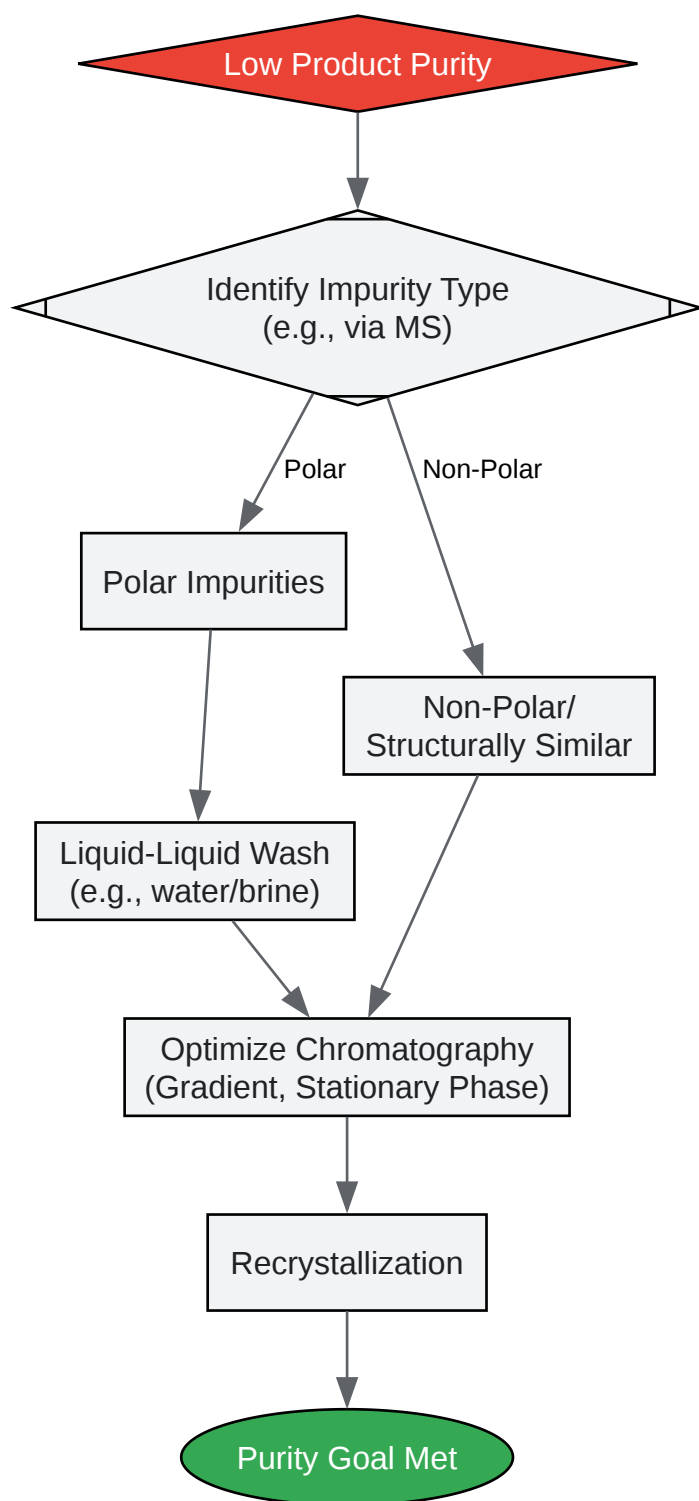 Low Product Purity
Identify Impurity Type
(e.g., via MS)
Polar
Non-Polar
Polar Impurities
Non-Polar/
Structurally Similar
Liquid-Liquid Wash
(e.g., water/brine)
Optimize Chromatography
(Gradient, Stationary Phase)
Recrystallization
Purity Goal Met